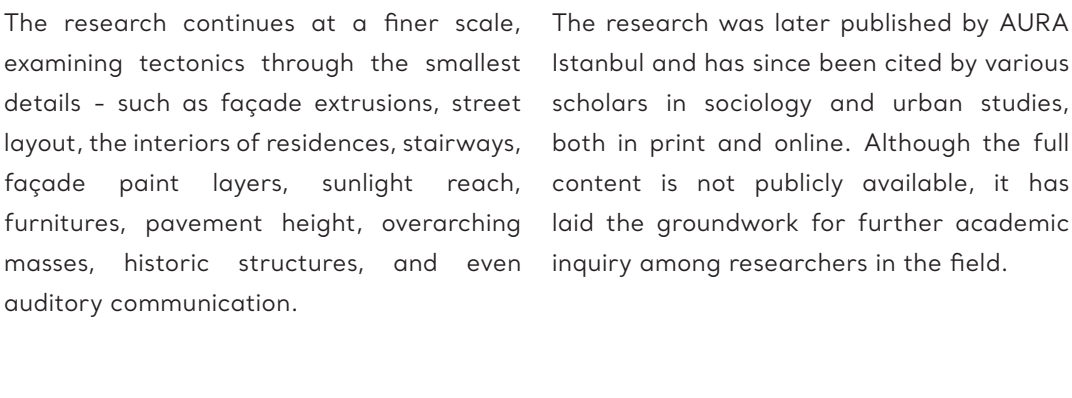 The research continues at a finer scale,
examining tectonics through the smallest
details - such as façade extrusions, street
layout, the interiors of residences, stairways,
façade paint layers, sunlight reach,
furnitures, pavement height, overarching
masses, historic structures, and even
auditory communication.
The research was later published by AURA
Istanbul and has since been cited by various
scholars in sociology and urban studies,
both in print and online. Although the full
content is not publicly available, it has
laid the groundwork for further academic
inquiry among researchers in the field.